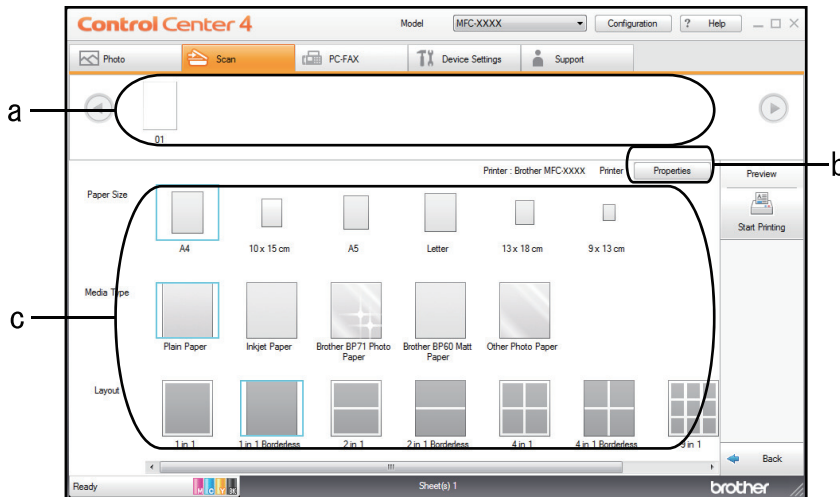 Control Center 4 Model MFC-XXXX Configuration ? Help
Photo Scan PC-FAX Device Settings Support
a
01
Printer : Brother MFC-XXXX Printer Properties Preview
b
Start Printing
Paper Size
A4 10 x 15 cm A5 Letter 13 x 18 cm 9 x 13 cm
Media Type
c
Plain Paper Inkjet Paper Brother BP71 Photo Paper Brother BP60 Matt Paper Other Photo Paper
Layout
1 in 1 1 in 1 Borderless 2 in 1 2 in 1 Borderless 4 in 1 4 in 1 Borderless in 1
Back
Ready M C Y BK Sheet(s) 1 brother